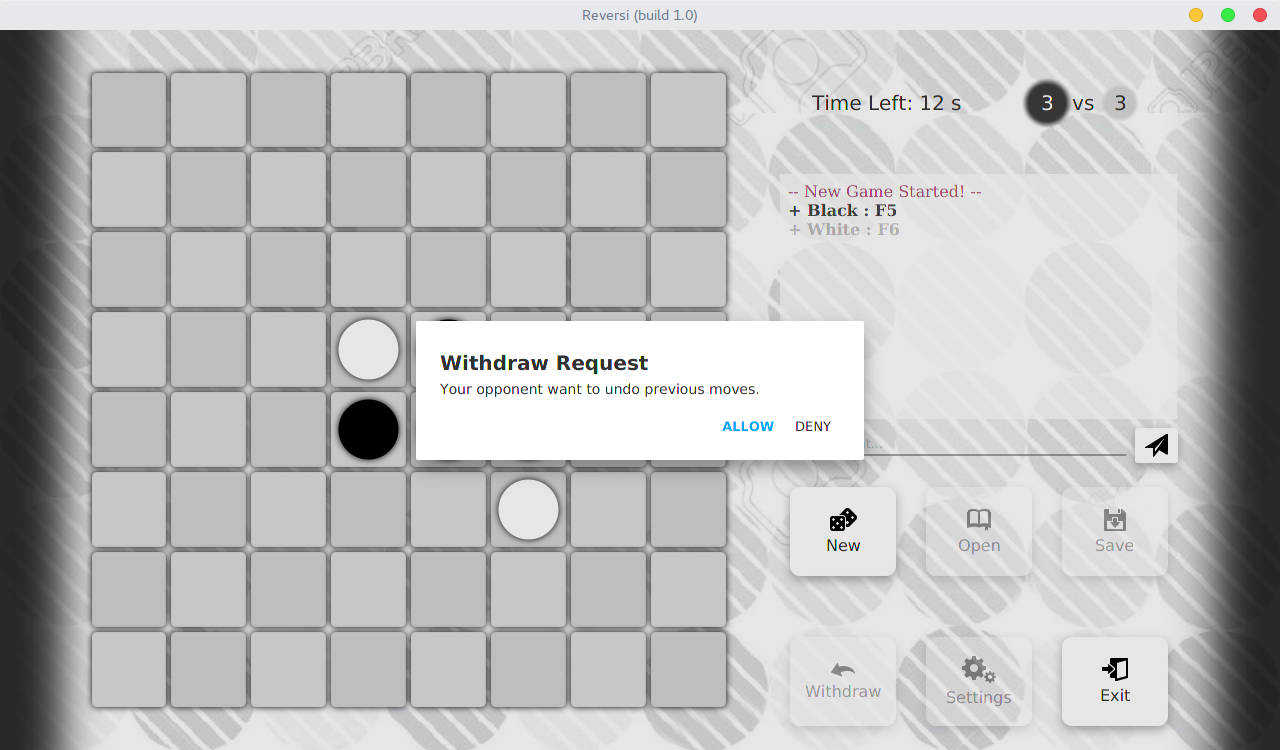 Reversi (build 1.0)
Time Left: 12 s
3 vs 3
-- New Game Started! --
+ Black : F5
+ White : F6
Withdraw Request
Your opponent want to undo previous moves.
ALLOW DENY
New
Open
Save
Withdraw
Settings
Exit